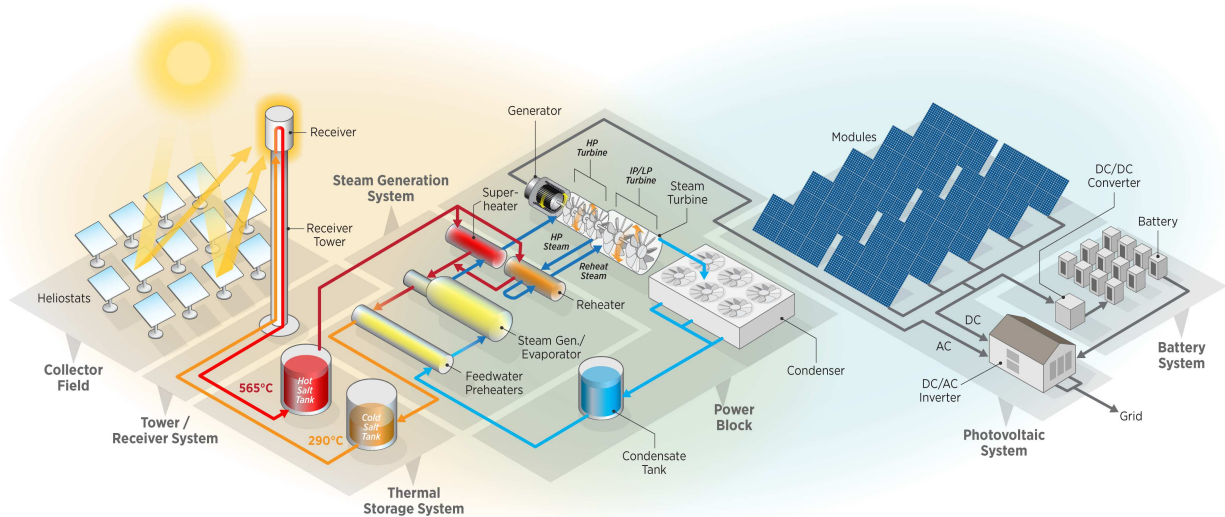 Receiver
Receiver
Tower
Heliostats
Collector
Field
Tower /
Receiver System
565°C
Hot
Salt
Tank
290°C
Cold
Salt
Tank
Thermal
Storage System
Steam Generation
System
Super-
heater
Reheater
Steam Gen./
Evaporator
Feedwater
Preheaters
Generator
HP
Turbine
IP/LP
Turbine
Steam
Turbine
HP
Steam
Reheat
Steam
Condenser
Condensate
Tank
Power
Block
Modules
DC/DC
Converter
Battery
DC
AC
DC/AC
Inverter
Grid
Battery
System
Photovoltaic
System